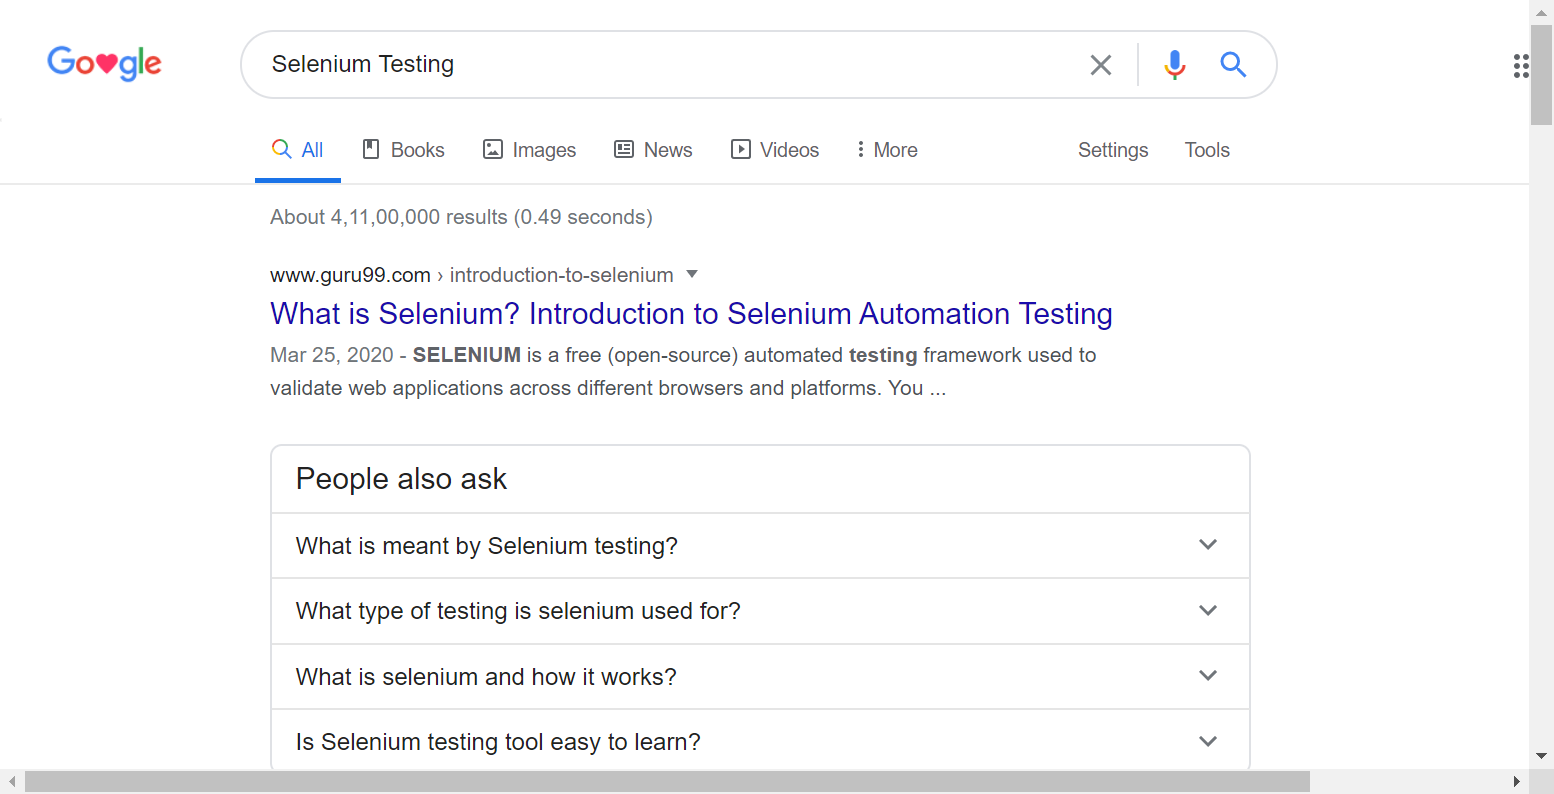 Google
Selenium Testing
All Books Images News Videos More Settings Tools
About 4,11,00,000 results (0.49 seconds)
www.guru99.com › introduction-to-selenium
What is Selenium? Introduction to Selenium Automation Testing
Mar 25, 2020 - SELENIUM is a free (open-source) automated testing framework used to
validate web applications across different browsers and platforms. You ...
People also ask
What is meant by Selenium testing?
What type of testing is selenium used for?
What is selenium and how it works?
Is Selenium testing tool easy to learn?